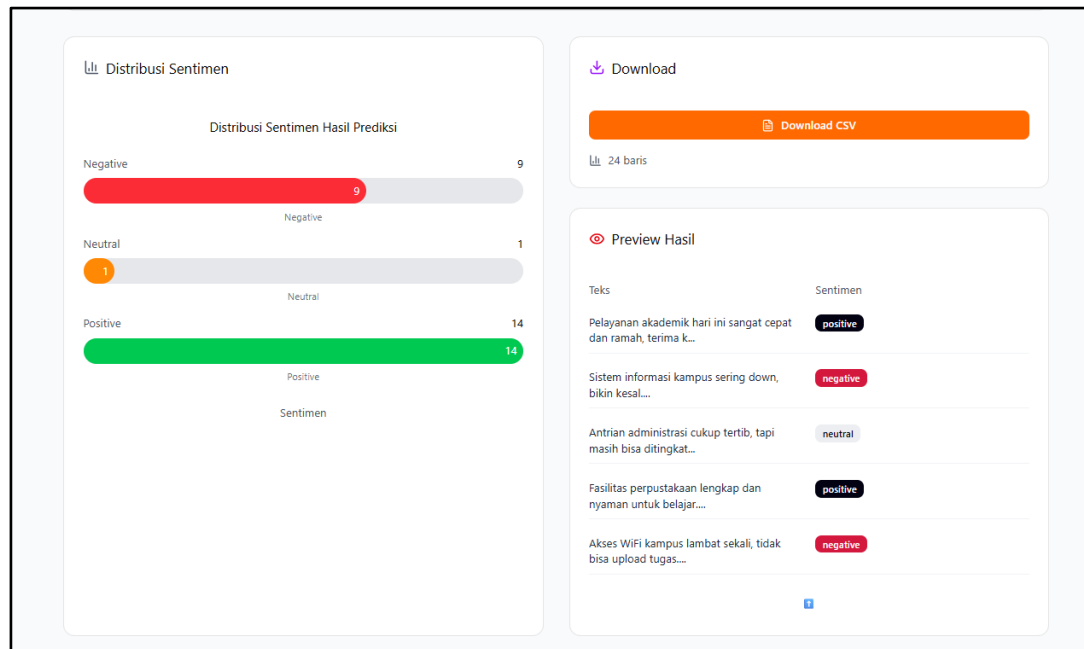 Distribusi Sentimen
Distribusi Sentimen Hasil Prediksi
Negative 9
9
Negative
Neutral 1
1
Neutral
Positive 14
14
Positive
Sentimen
Download
Download CSV
24 baris
Preview Hasil
Teks Sentimen
Pelayanan akademik hari ini sangat cepat
dan ramah, terima k...
positive
Sistem informasi kampus sering down,
bikin kesal....
negative
Antrian administrasi cukup tertib, tapi
masih bisa ditingkat...
neutral
Fasilitas perpustakaan lengkap dan
nyaman untuk belajar....
positive
Akses WiFi kampus lambat sekali, tidak
bisa upload tugas....
negative